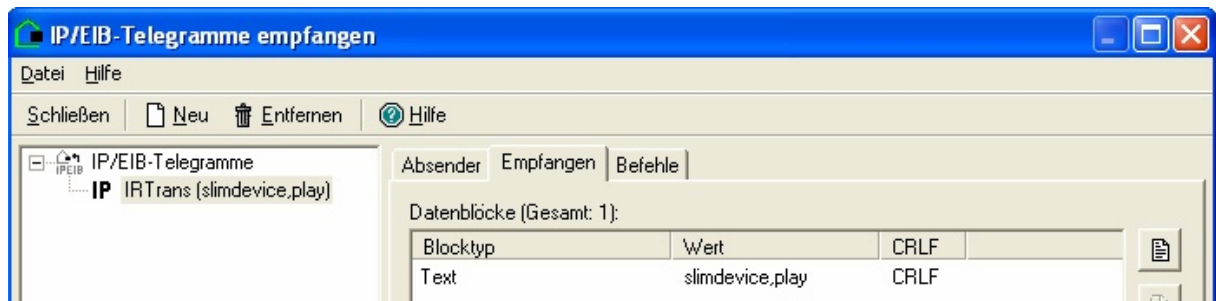 IP/EIB-Telegramme empfangen
Datei Hilfe
Schließen Neu Entfernen Hilfe
IP/EIB-Telegramme
IP IRTrans (slimdevice,play)
Absender Empfangen Befehle
Datenblöcke (Gesamt: 1):
Blocktyp Wert CRLF
Text slimdevice,play CRLF